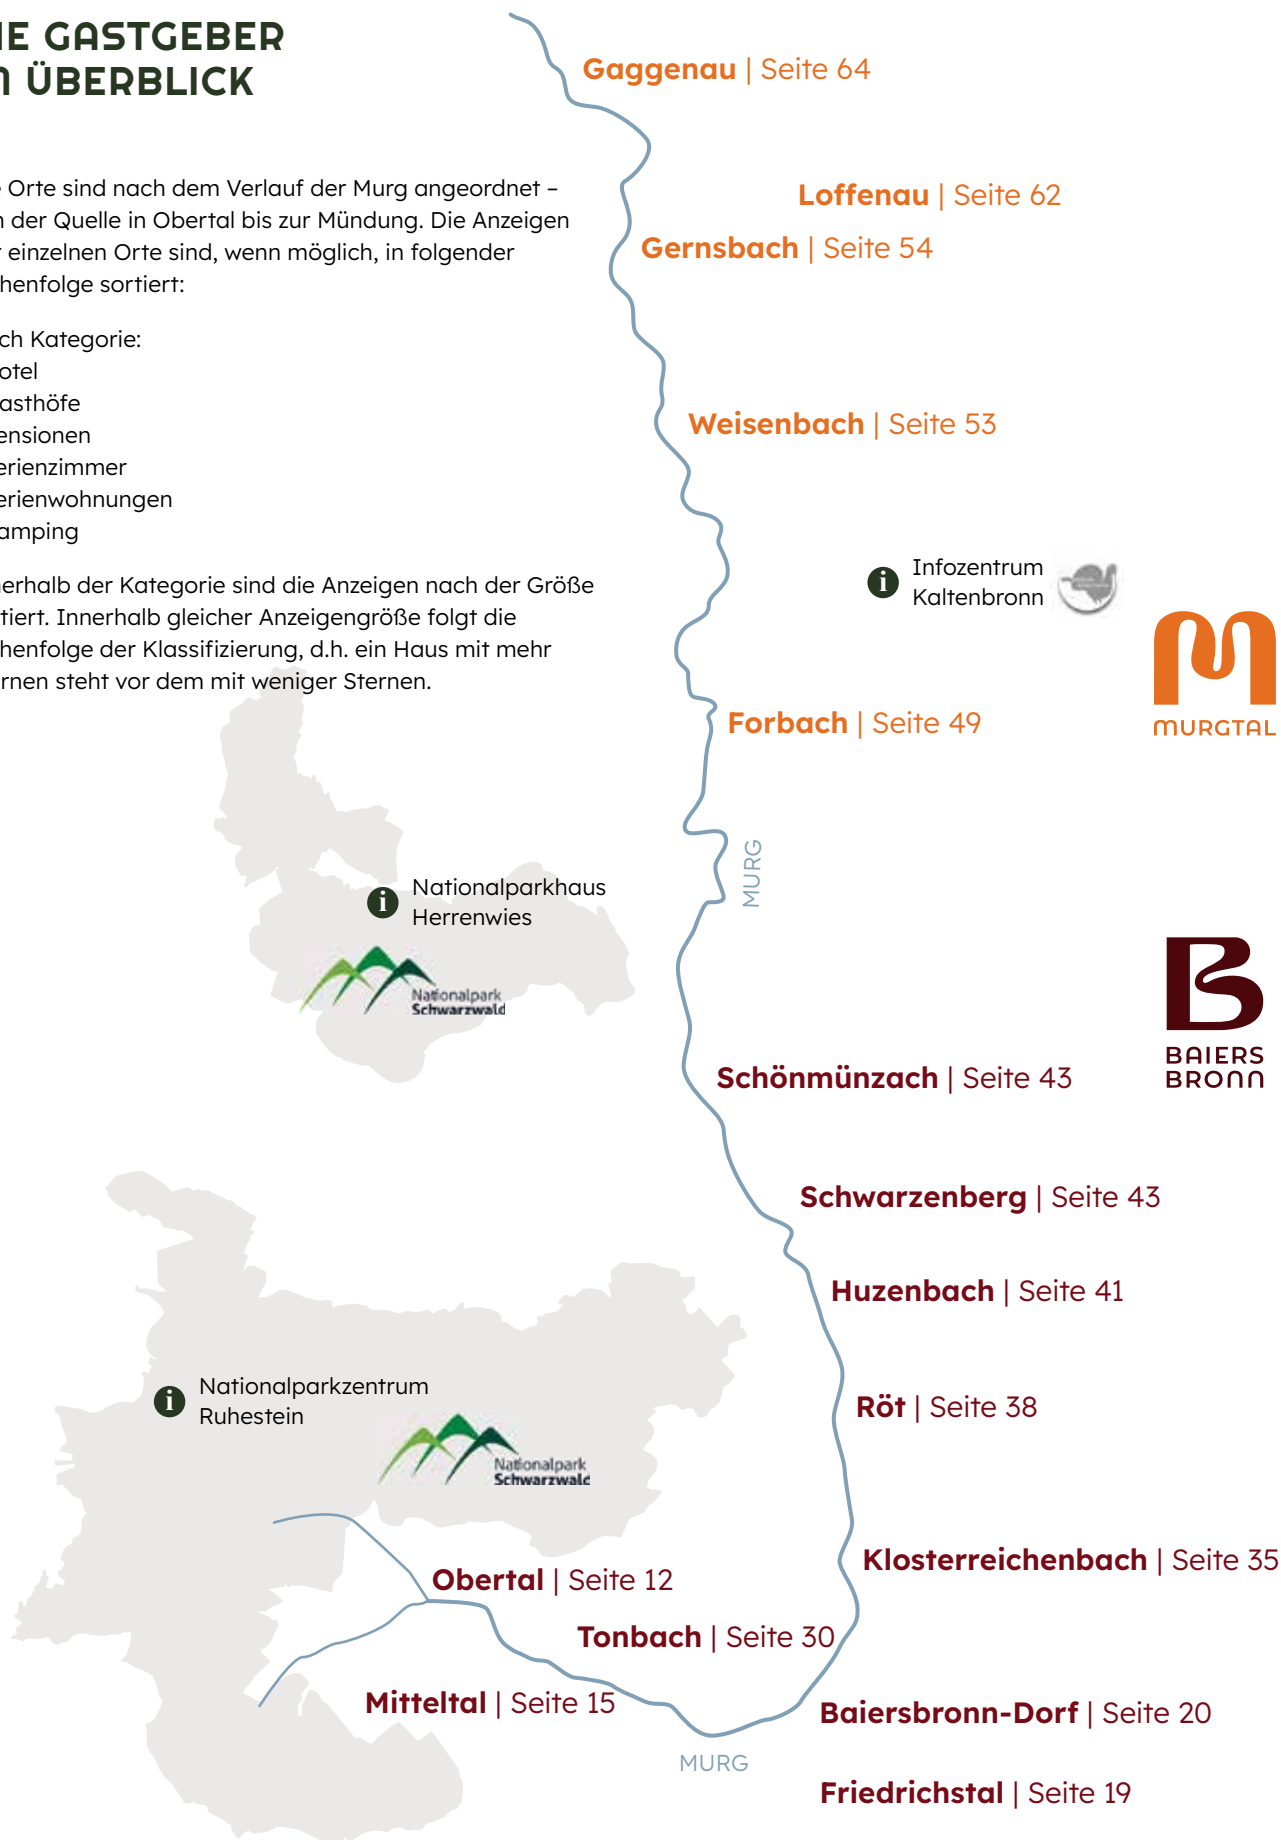 IE GASTGEBER
ÜBERBLICK
Gaggenau | Seite 64
Orte sind nach dem Verlauf der Murg angeordnet –
der Quelle in Obertal bis zur Mündung. Die Anzeigen
einzelnen Orte sind, wenn möglich, in folgender
henfolge sortiert:
Loffenau | Seite 62
Gernsbach | Seite 54
ch Kategorie:
otel
asthöfe
ensionen
erienzimmer
erienwohnungen
amping
Weisenbach | Seite 53
nerhalb der Kategorie sind die Anzeigen nach der Größe
tiert. Innerhalb gleicher Anzeigengröße folgt die
henfolge der Klassifizierung, d.h. ein Haus mit mehr
rnen steht vor dem mit weniger Sternen.
i
Infozentrum
Kaltenbronn
MURGTAL
Forbach | Seite 49
MURG
i
Nationalparkhaus
Herrenwies
Nationalpark
Schwarzwald
BAIERS
BRONN
Schönmünzach | Seite 43
Schwarzenberg | Seite 43
Huzenbach | Seite 41
i
Nationalparkzentrum
Ruhestein
Röt | Seite 38
Nationalpark
Schwarzwald
Klosterreichenbach | Seite 35
Obertal | Seite 12
Tonbach | Seite 30
Mitteltal | Seite 15
Baiersbronn-Dorf | Seite 20
MURG
Friedrichstal | Seite 19